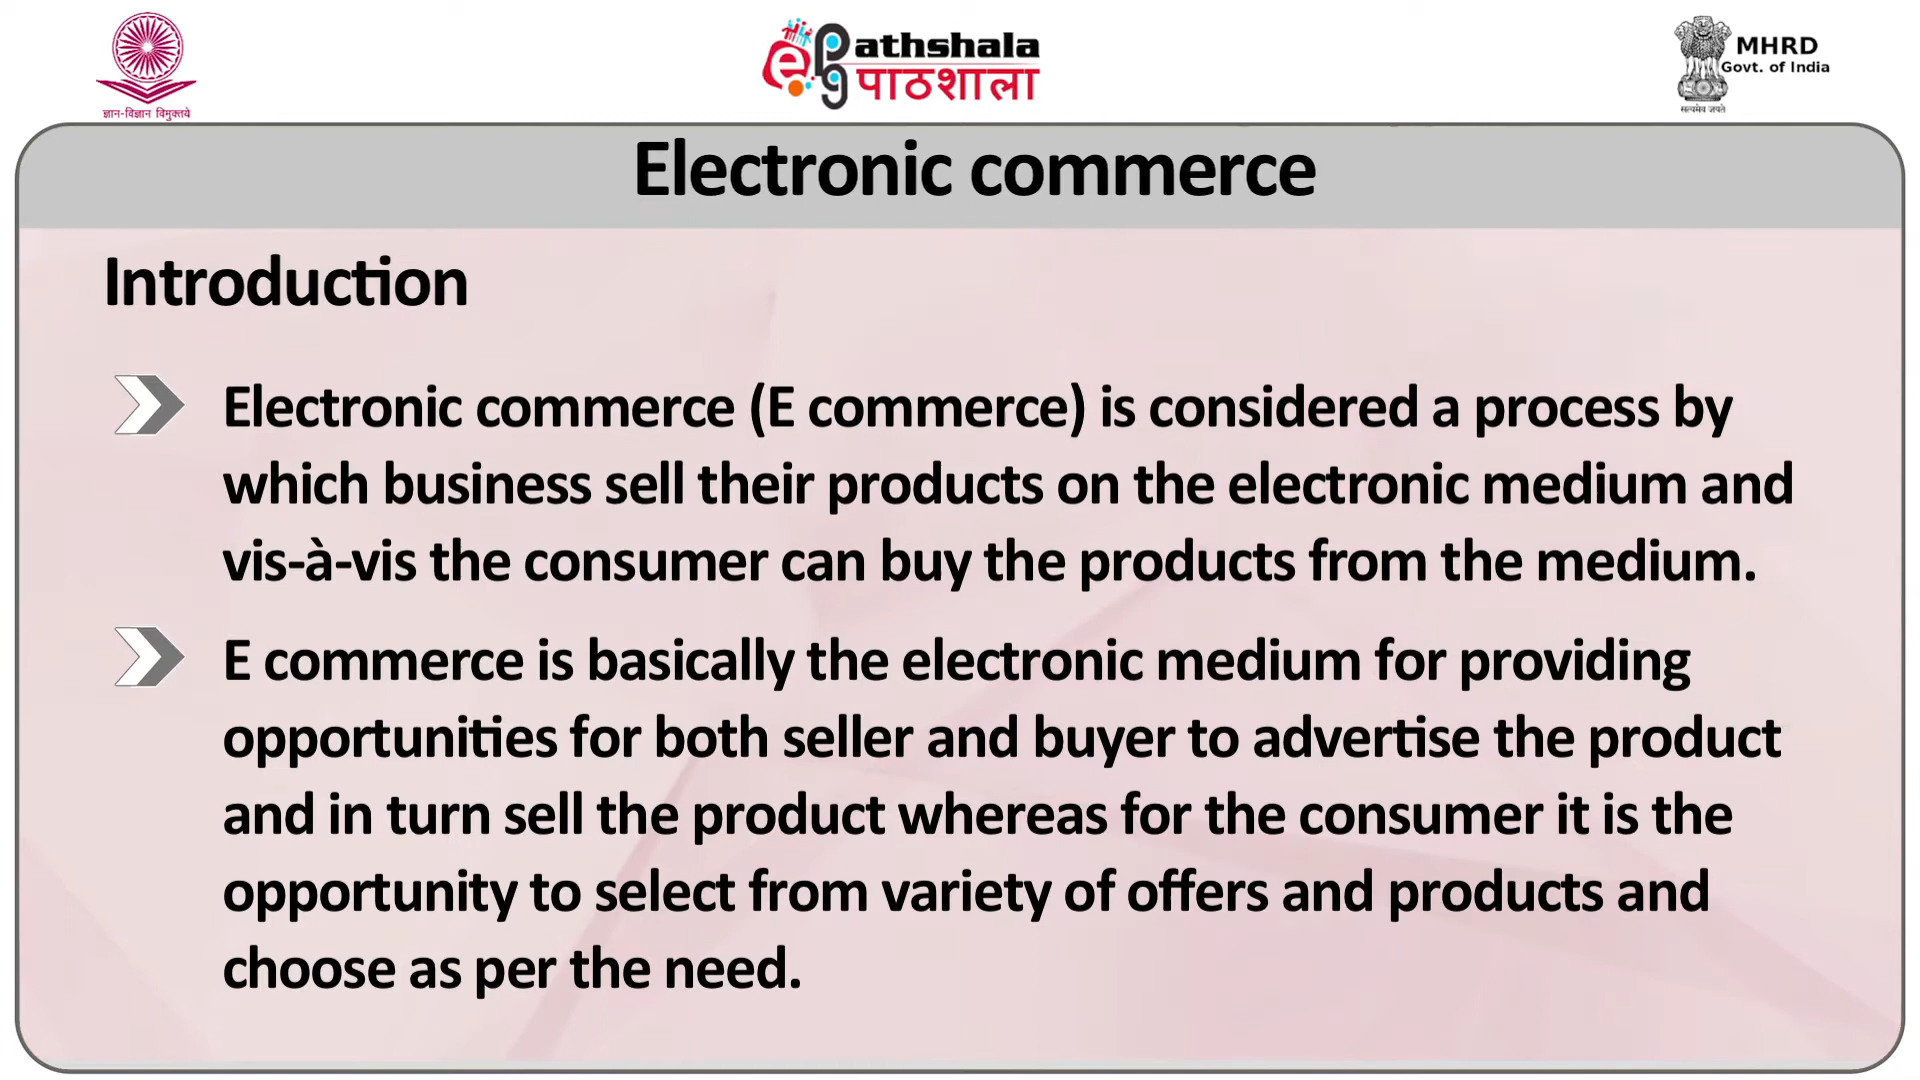 ज्ञान-विज्ञान विमुक्तये
e PG Pathshala
पाठशाला
MHRD
Govt. of India
सत्यमेव जयते
Electronic commerce
Introduction
Electronic commerce (E commerce) is considered a process by
which business sell their products on the electronic medium and
vis-à-vis the consumer can buy the products from the medium.
E commerce is basically the electronic medium for providing
opportunities for both seller and buyer to advertise the product
and in turn sell the product whereas for the consumer it is the
opportunity to select from variety of offers and products and
choose as per the need.